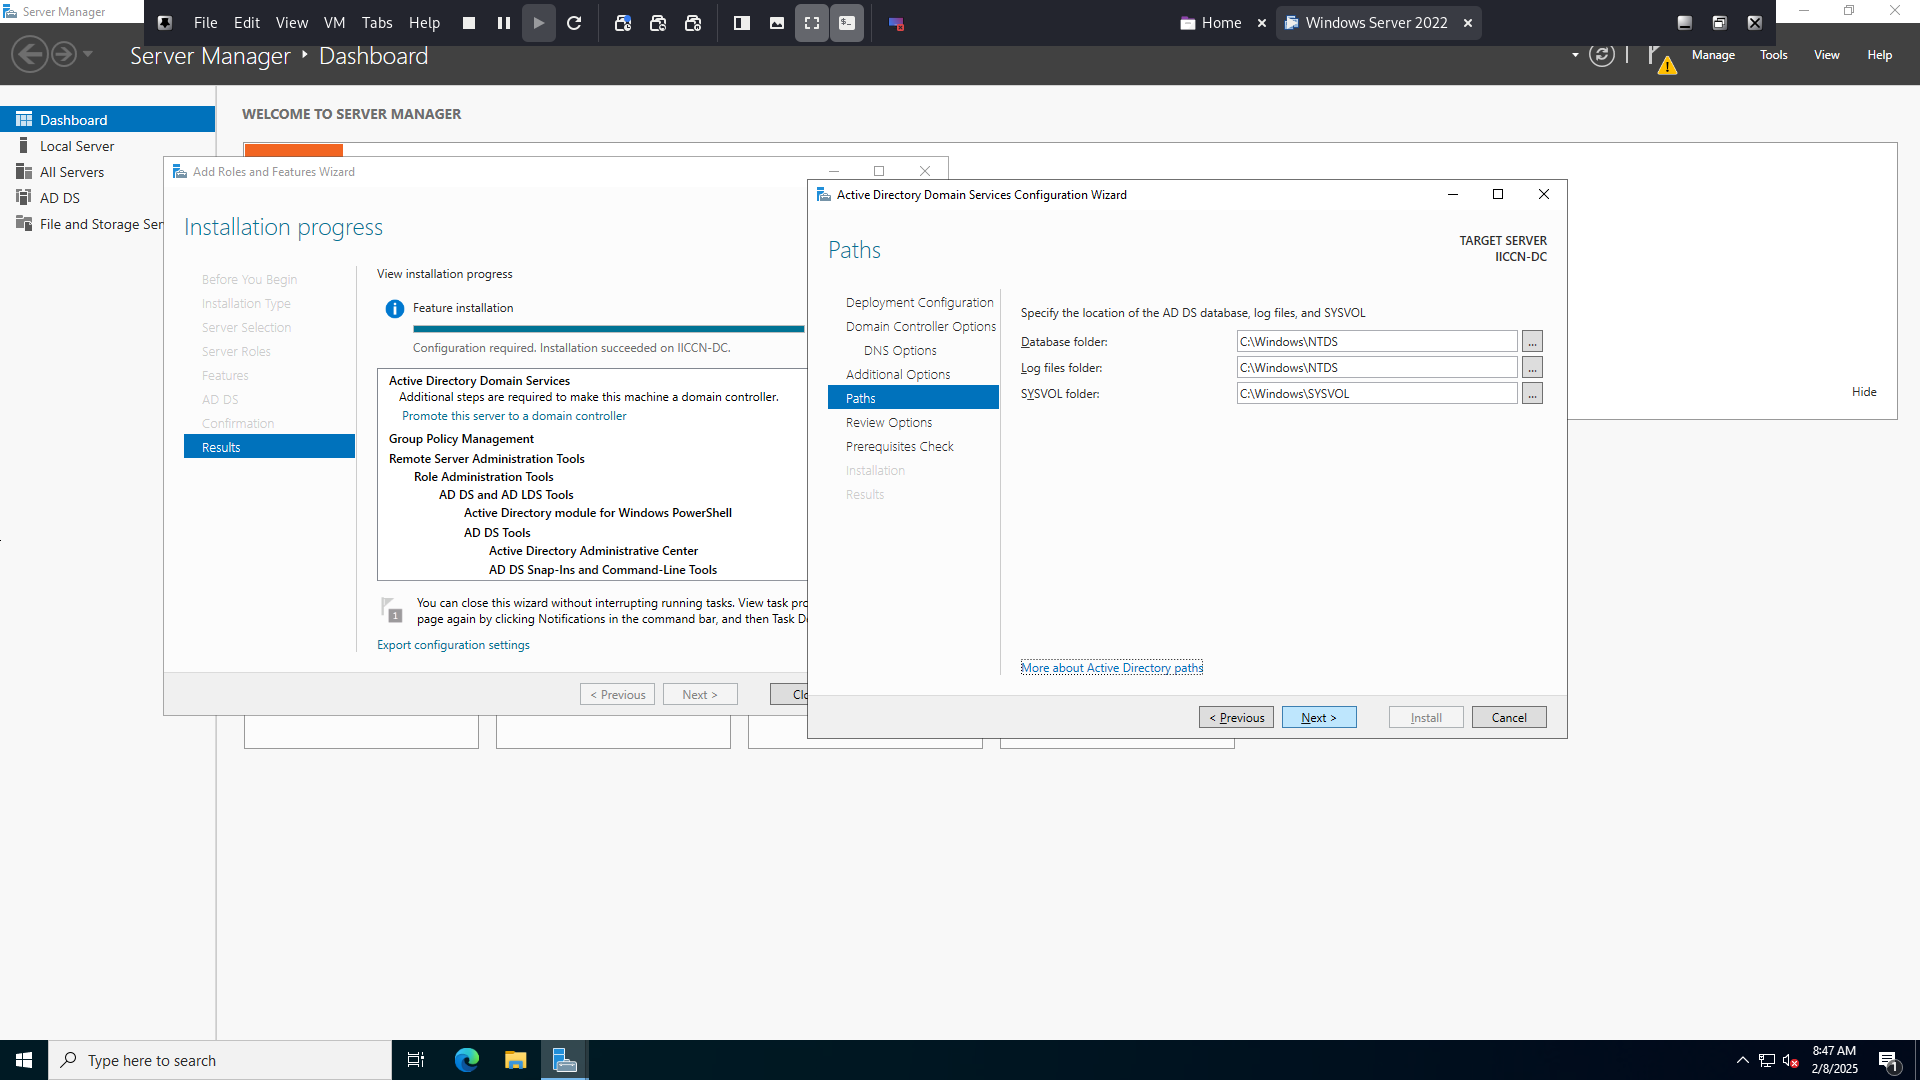 Server Manager
File Edit View VM Tabs Help
Home
Windows Server 2022
Server Manager
Dashboard
Manage Tools View Help
Dashboard
Local Server
All Servers
AD DS
File and Storage Ser
WELCOME TO SERVER MANAGER
Hide
Add Roles and Features Wizard
Installation progress
Before You Begin
Installation Type
Server Selection
Server Roles
Features
AD DS
Confirmation
Results
View installation progress
Feature installation
Configuration required. Installation succeeded on IICCN-DC.
Active Directory Domain Services
Additional steps are required to make this machine a domain controller.
Promote this server to a domain controller
Group Policy Management
Remote Server Administration Tools
Role Administration Tools
AD DS and AD LDS Tools
Active Directory module for Windows PowerShell
AD DS Tools
Active Directory Administrative Center
AD DS Snap-Ins and Command-Line Tools
1
You can close this wizard without interrupting running tasks. View task pro
page again by clicking Notifications in the command bar, and then Task D
Export configuration settings
< Previous Next > Clo
Active Directory Domain Services Configuration Wizard
Paths
TARGET SERVER
IICCN-DC
Deployment Configuration
Domain Controller Options
DNS Options
Additional Options
Paths
Review Options
Prerequisites Check
Installation
Results
Specify the location of the AD DS database, log files, and SYSVOL
Database folder: C:\Windows\NTDS ...
Log files folder: C:\Windows\NTDS ...
SYSVOL folder: C:\Windows\SYSVOL ...
More about Active Directory paths
< Previous Next > Install Cancel
Type here to search
8:47 AM
2/8/2025
1